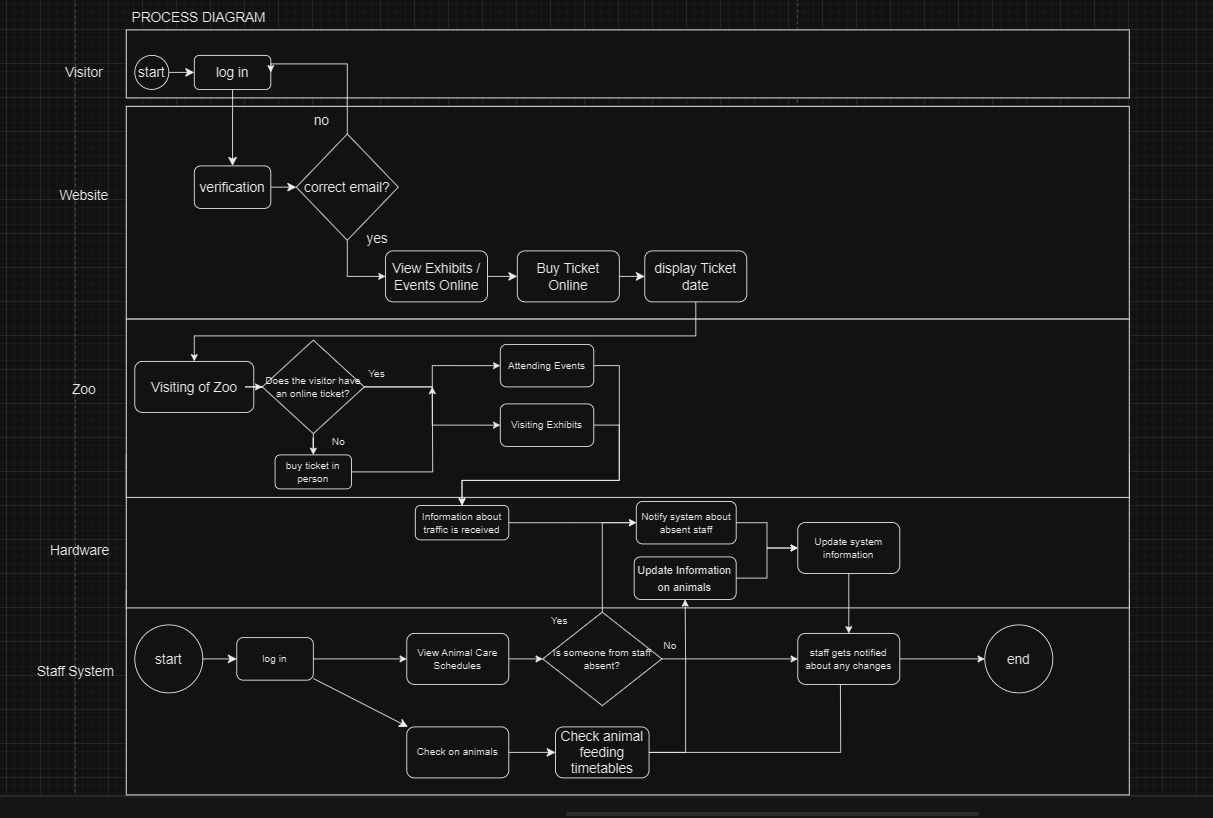 PROCESS DIAGRAM
Visitor
start
log in
no
Website
verification
correct email?
yes
View Exhibits /
Events Online
Buy Ticket
Online
display Ticket
date
Zoo
Visiting of Zoo
Does the visitor have
an online ticket?
Yes
No
buy ticket in
person
Attending Events
Visiting Exhibits
Hardware
Information about
traffic is received
Notify system about
absent staff
Update Information
on animals
Update system
information
Staff System
start
log in
View Animal Care
Schedules
Yes
Is someone from staff
absent?
No
staff gets notified
about any changes
end
Check on animals
Check animal
feeding
timetables